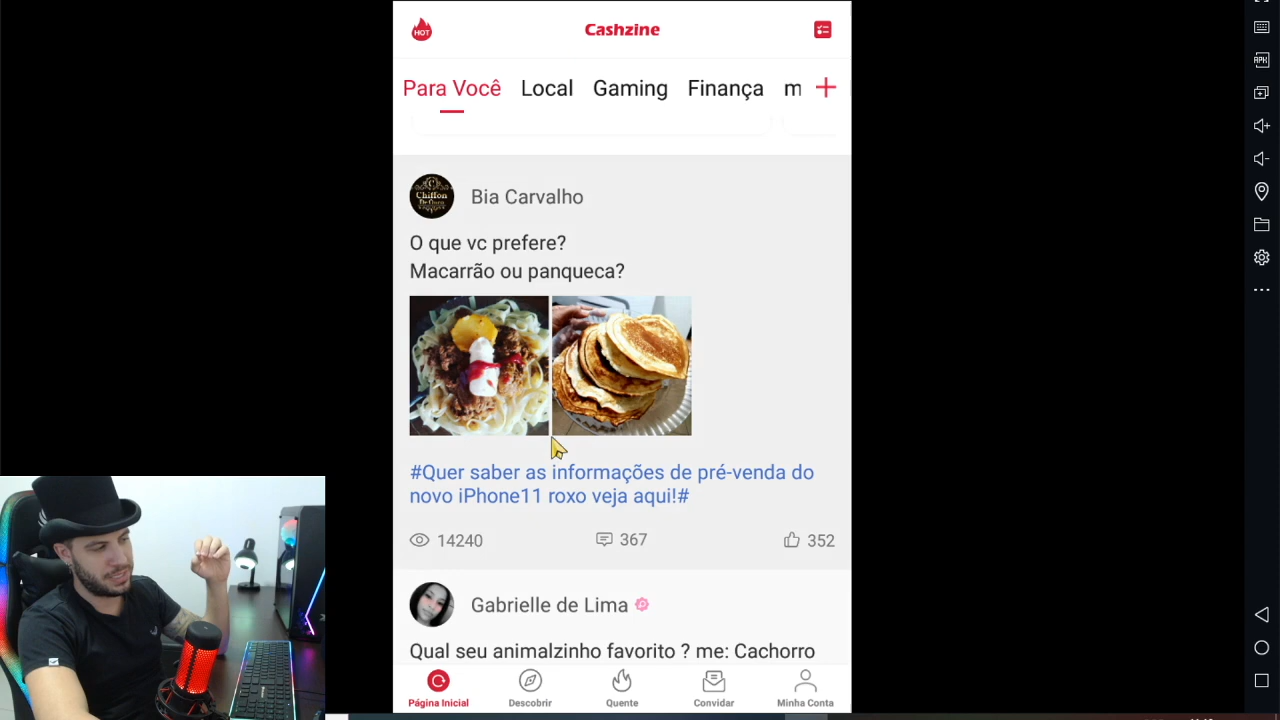 HOT
Cashzine
Para Você Local Gaming Finança m
Bia Carvalho
Chiffon
O que vc prefere?
Macarrão ou panqueca?
#Quer saber as informações de pré-venda do
novo iPhone11 roxo veja aqui!#
14240 367 352
Gabrielle de Lima
Qual seu animalzinho favorito ? me: Cachorro
Página Inicial Descobrir Quente Convidar Minha Conta
APK